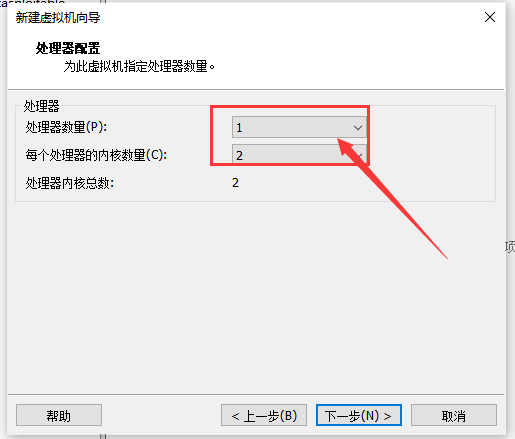 新建虚拟机向导
处理器配置
为此虚拟机指定处理器数量。
处理器
处理器数量(P): 1
每个处理器的内核数量(C): 2
处理器内核总数: 2
项
帮助
< 上一步(B)
下一步(N) >
取消